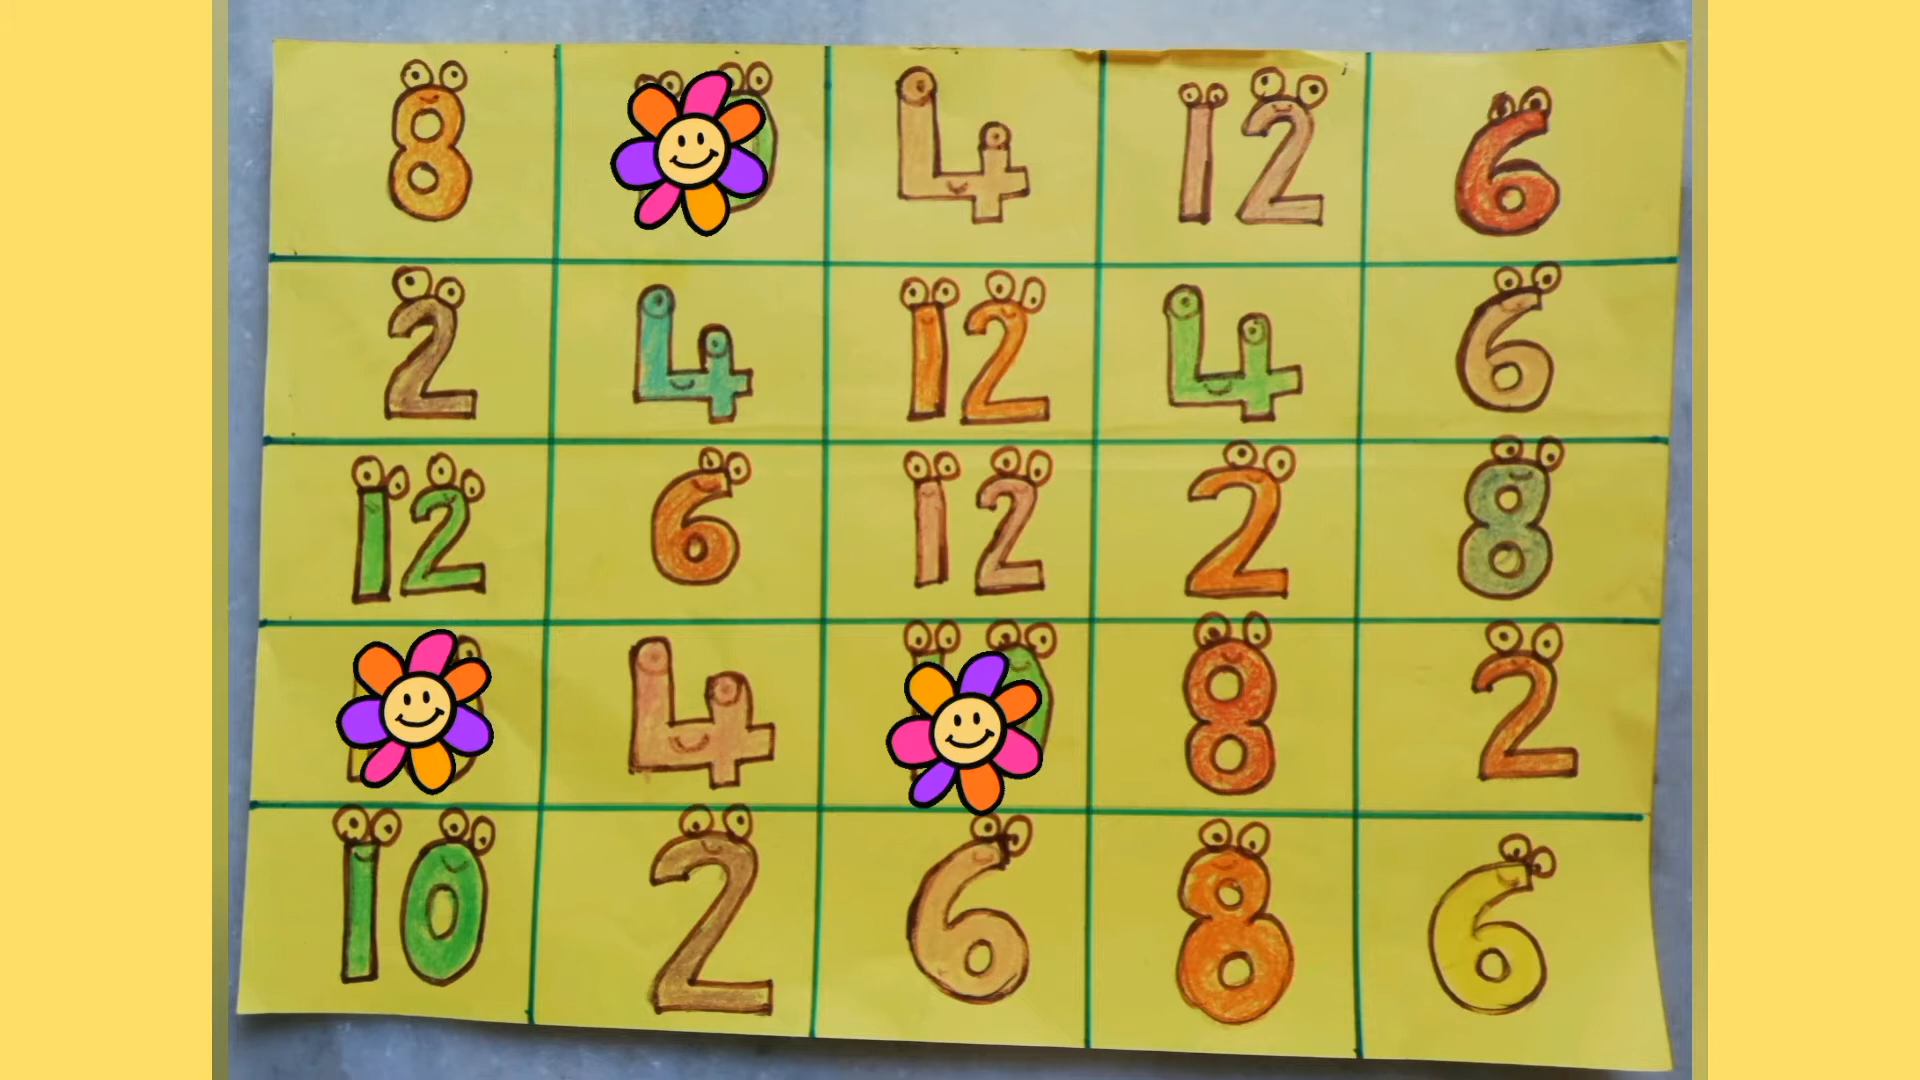 8 4 12 6
2 4 12 4 6
12 6 12 2 8
4 8 2
10 2 6 8 6